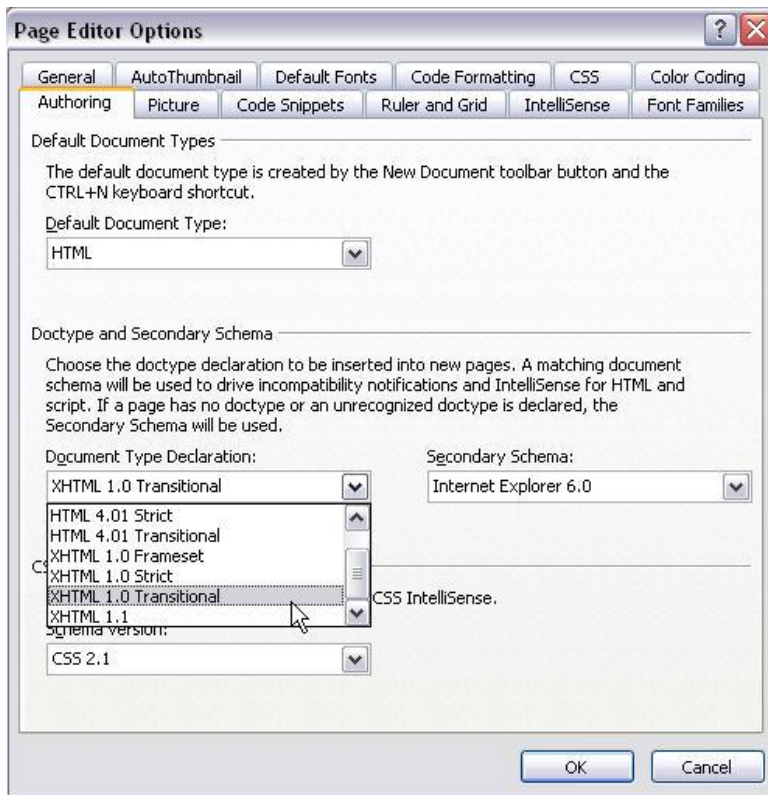 Page Editor Options
General AutoThumbnail Default Fonts Code Formatting CSS Color Coding
Authoring Picture Code Snippets Ruler and Grid IntelliSense Font Families
Default Document Types
The default document type is created by the New Document toolbar button and the
CTRL+N keyboard shortcut.
Default Document Type:
HTML
Doctype and Secondary Schema
Choose the doctype declaration to be inserted into new pages. A matching document
schema will be used to drive incompatibility notifications and IntelliSense for HTML and
script. If a page has no doctype or an unrecognized doctype is declared, the
Secondary Schema will be used.
Document Type Declaration: Secondary Schema:
XHTML 1.0 Transitional Internet Explorer 6.0
HTML 4.01 Strict
HTML 4.01 Transitional
XHTML 1.0 Frameset
XHTML 1.0 Strict
XHTML 1.0 Transitional CSS IntelliSense.
XHTML 1.1
Schema version:
CSS 2.1
OK Cancel